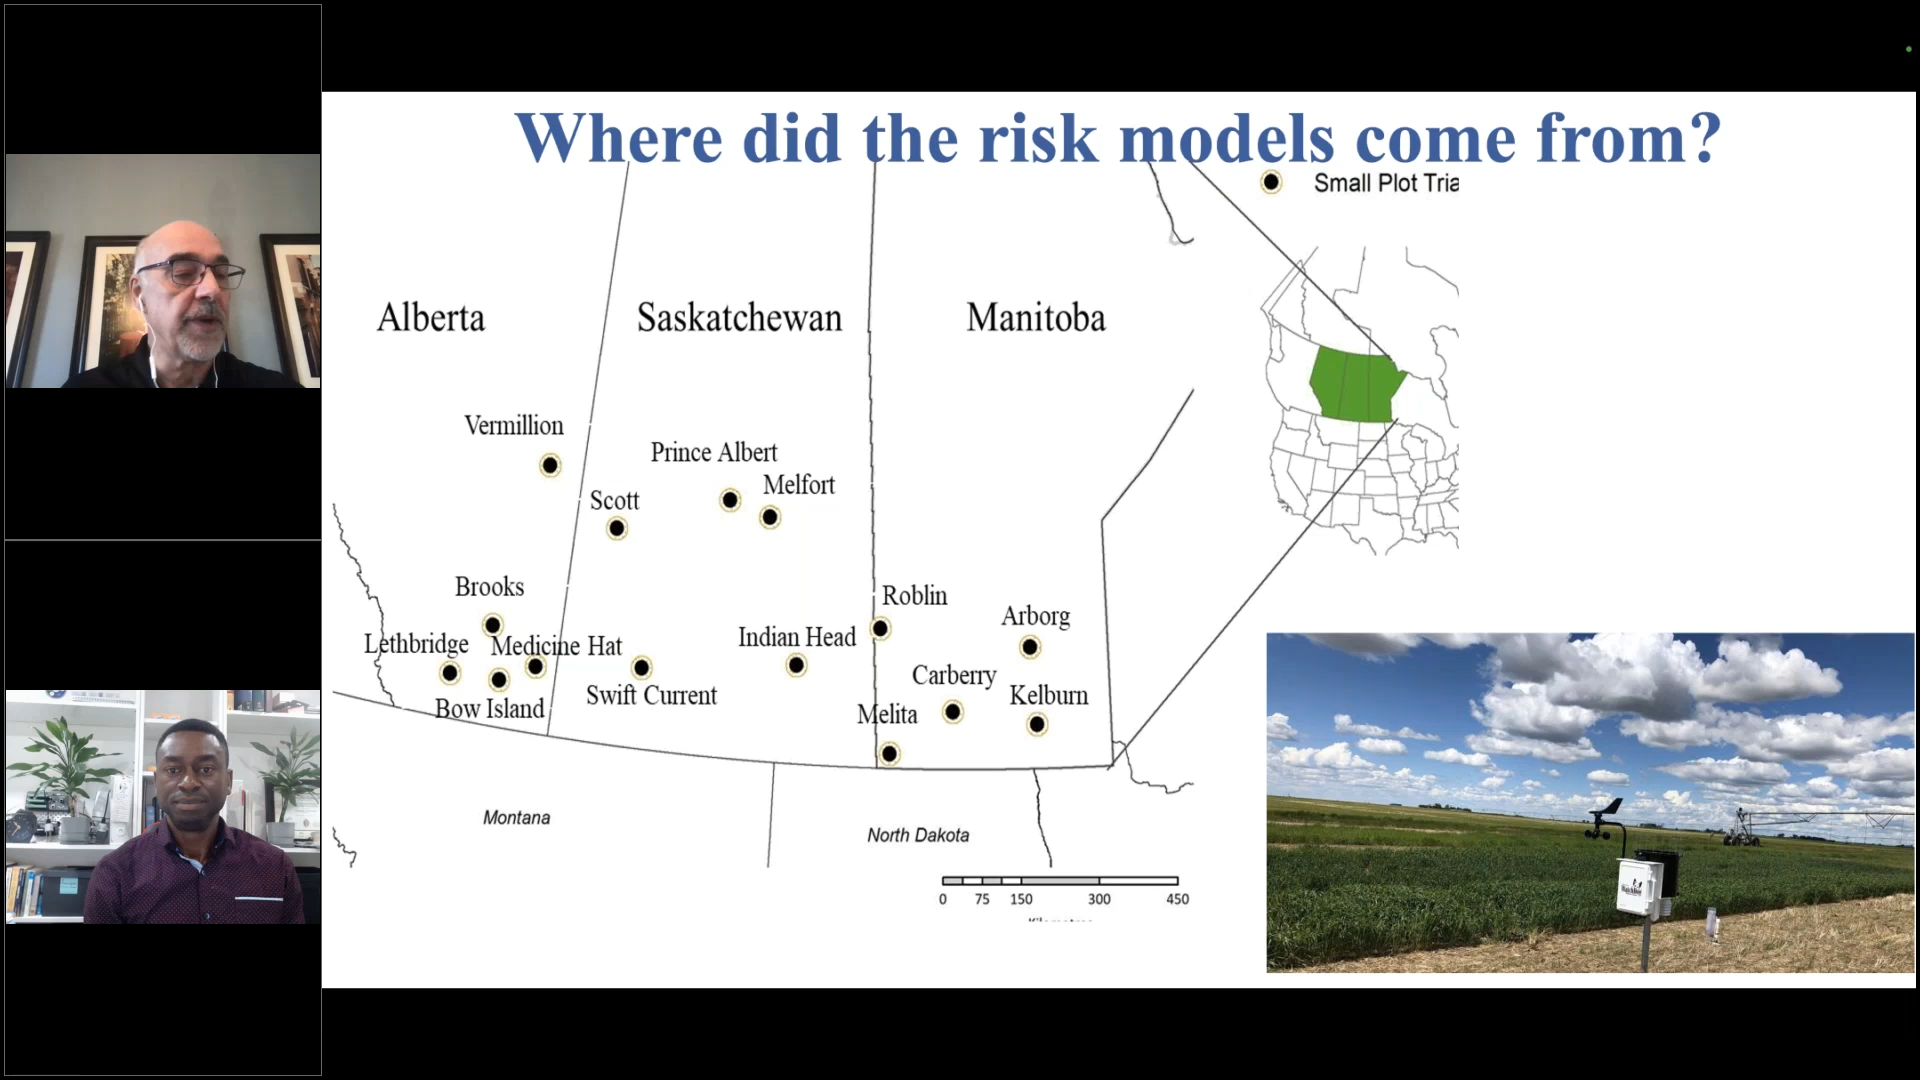 Where did the risk models come from?
Small Plot Tria
Alberta
Saskatchewan
Manitoba
Vermillion
Prince Albert
Melfort
Scott
Brooks
Roblin
Arborg
Lethbridge
Medicine Hat
Indian Head
Carberry
Swift Current
Kelburn
Bow Island
Melita
Montana
North Dakota
0 75 150 300 450